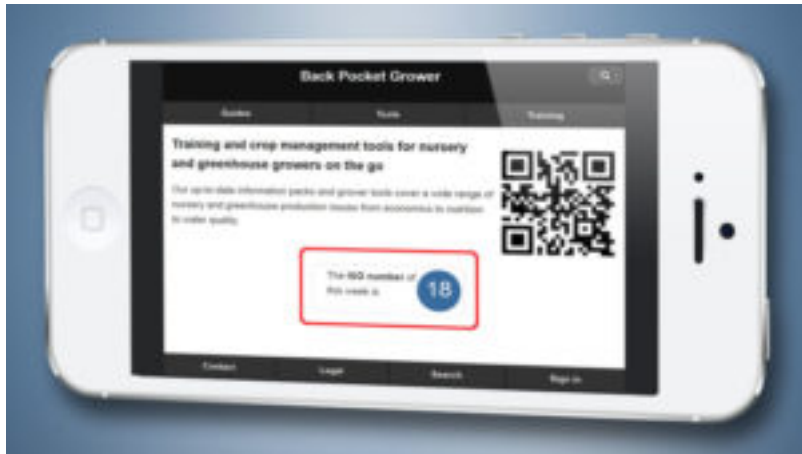 Back Pocket Grower
Guides Tools Training
Training and crop management tools for nursery
and greenhouse growers on the go
Our up-to-date information packs and grower tools cover a wide range of
nursery and greenhouse production issues from economics to nutrition
to water quality.
The ISO number of
this week is
18
Contact Legal Search Sign in